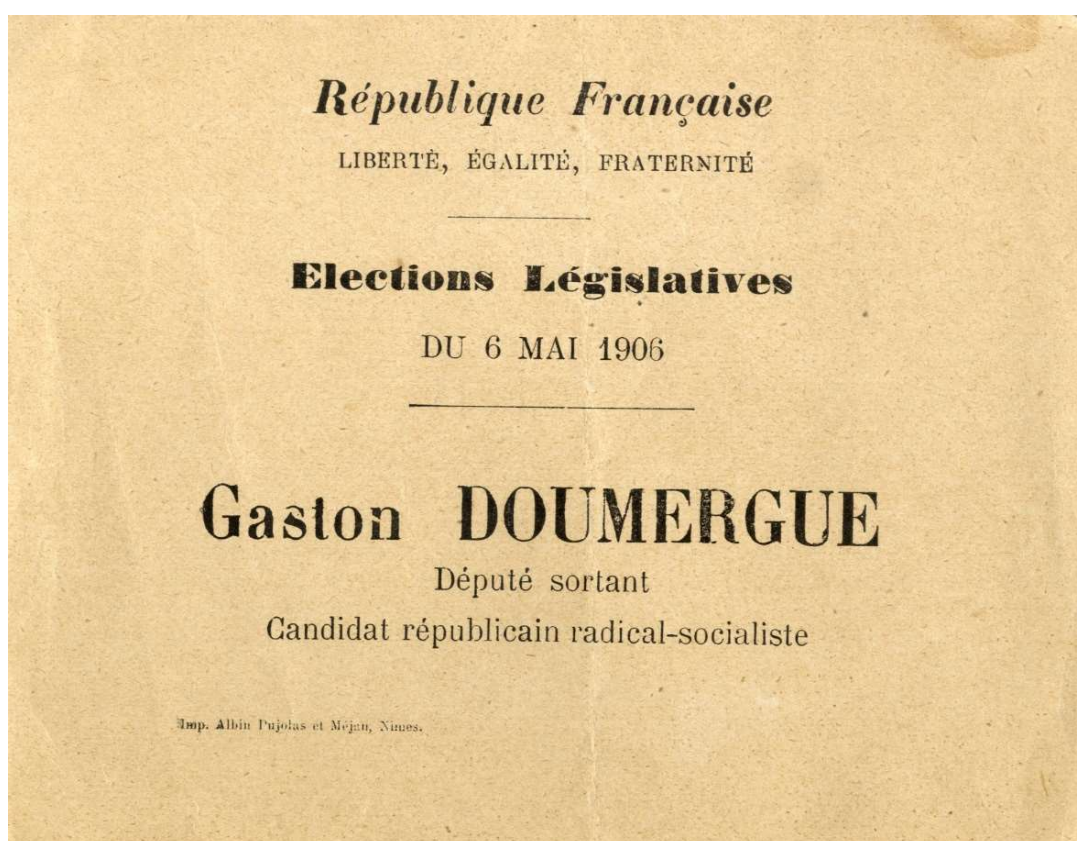 République Française
LIBERTÉ, ÉGALITÉ, FRATERNITÉ
Elections Législatives
DU 6 MAI 1906
Gaston DOUMERGUE
Député sortant
Candidat républicain radical-socialiste
Imp. Albin Pujolas et Méjan, Nimes.